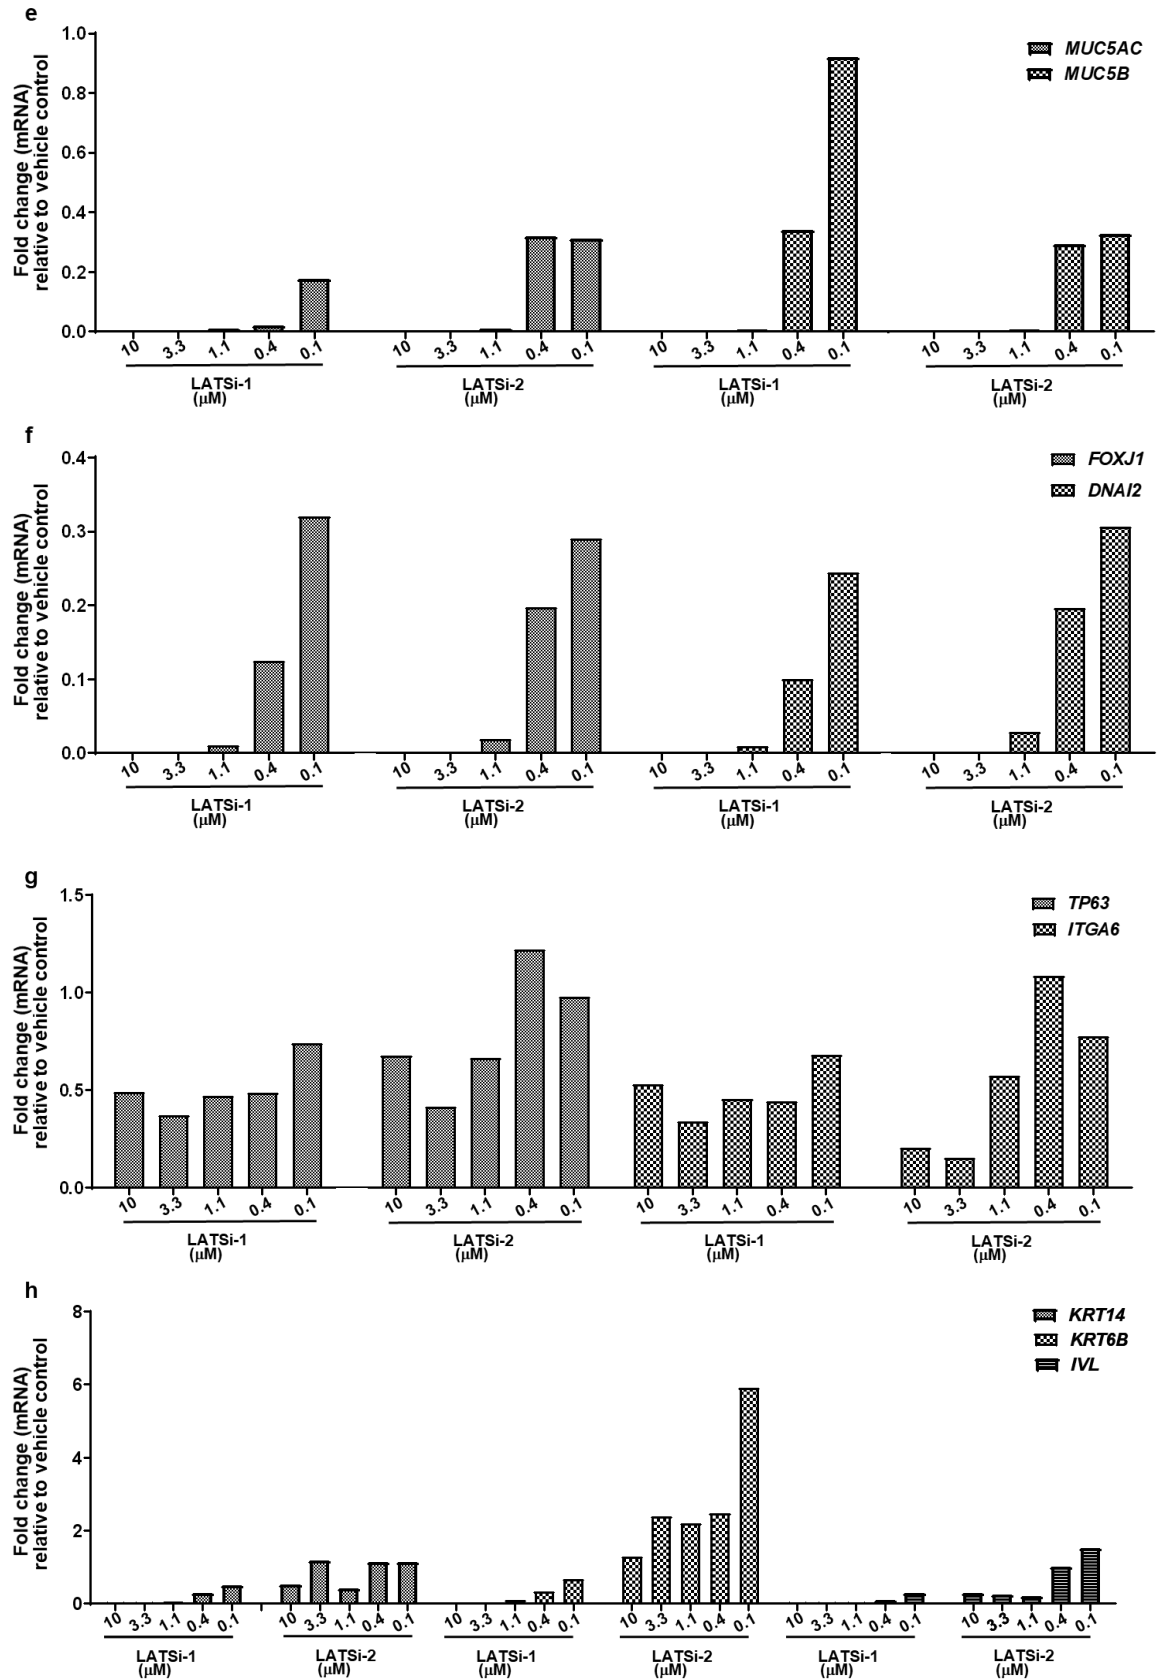 e
Fold change (mRNA)
relative to vehicle control
1.0
0.8
0.6
0.4
0.2
0.0
MUC5AC
MUC5B
10 3.3 1.1 0.4 0.1 10 3.3 1.1 0.4 0.1 10 3.3 1.1 0.4 0.1 10 3.3 1.1 0.4 0.1
LATSi-1 LATSi-2 LATSi-1 LATSi-2
(μM) (μM) (μM) (μM)
f
Fold change (mRNA)
relative to vehicle control
0.4
0.3
0.2
0.1
0.0
FOXJ1
DNAI2
10 3.3 1.1 0.4 0.1 10 3.3 1.1 0.4 0.1 10 3.3 1.1 0.4 0.1 10 3.3 1.1 0.4 0.1
LATSi-1 LATSi-2 LATSi-1 LATSi-2
(μM) (μM) (μM) (μM)
g
Fold change (mRNA)
relative to vehicle control
1.5
1.0
0.5
0.0
TP63
ITGA6
10 3.3 1.1 0.4 0.1 10 3.3 1.1 0.4 0.1 10 3.3 1.1 0.4 0.1 10 3.3 1.1 0.4 0.1
LATSi-1 LATSi-2 LATSi-1 LATSi-2
(μM) (μM) (μM) (μM)
h
Fold change (mRNA)
relative to vehicle control
8
6
4
2
0
KRT14
KRT6B
IVL
10 3.3 1.1 0.4 0.1 10 3.3 1.1 0.4 0.1 10 3.3 1.1 0.4 0.1 10 3.3 1.1 0.4 0.1 10 3.3 1.1 0.4 0.1 10 3.3 1.1 0.4 0.1
LATSi-1 LATSi-2 LATSi-1 LATSi-2 LATSi-1 LATSi-2
(μM) (μM) (μM) (μM) (μM) (μM)